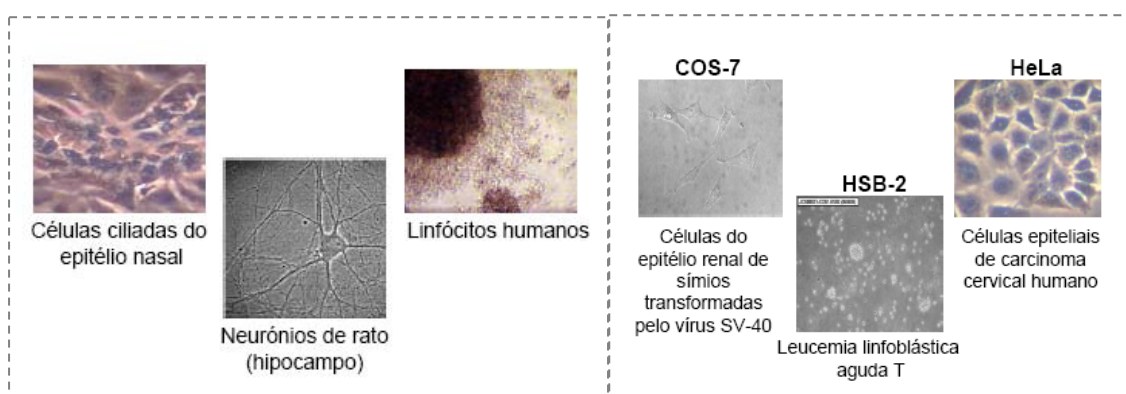 Células ciliadas do
epitélio nasal
Neurónios de rato
(hipocampo)
Linfócitos humanos
COS-7
Células do
epitélio renal de
símios
transformadas
pelo vírus SV-40
HSB-2
Leucemia linfoblástica
aguda T
HeLa
Células epiteliais
de carcinoma
cervical humano